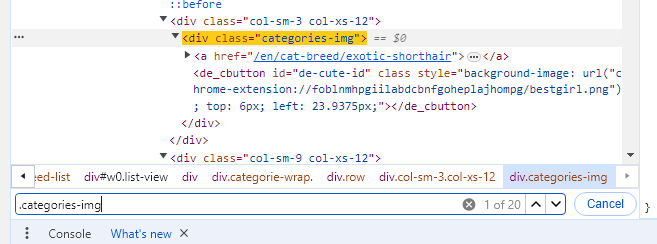 ::before
<div class="col-sm-3 col-xs-12">
<div class="categories-img"> == $0
<a href="/en/cat-breed/exotic-shorthair"> </a>
<de_cbutton id="de-cute-id" class style="background-image: url("c
hrome-extension://foblnmhpgiilabdcbnfgoheplajhompg/bestgirl.png")
; top: 6px; left: 23.9375px;"></de_cbutton>
</div>
</div>
<div class="col-sm-9 col-xs-12">
eed-list div#w0.list-view div div.categorie-wrap. div.row div.col-sm-3.col-xs-12 div.categories-img
.categories-img 1 of 20 Cancel }
Console What's new